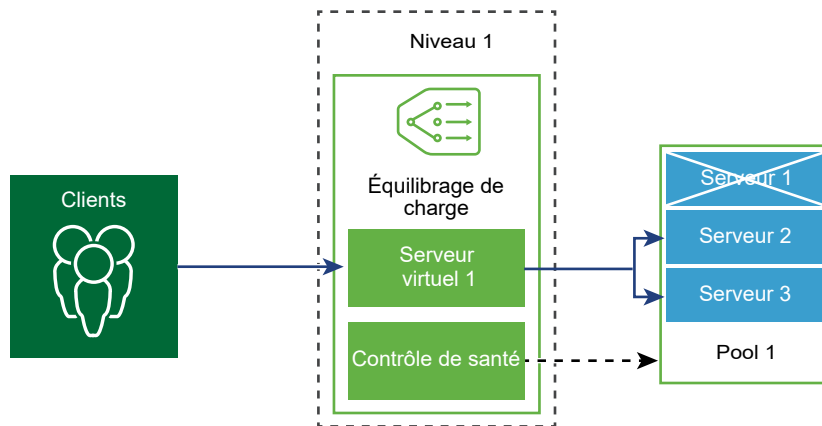 Niveau 1
Équilibrage de
charge
Clients
Serveur
virtuel 1
Contrôle de santé
Serveur 1
Serveur 2
Serveur 3
Pool 1